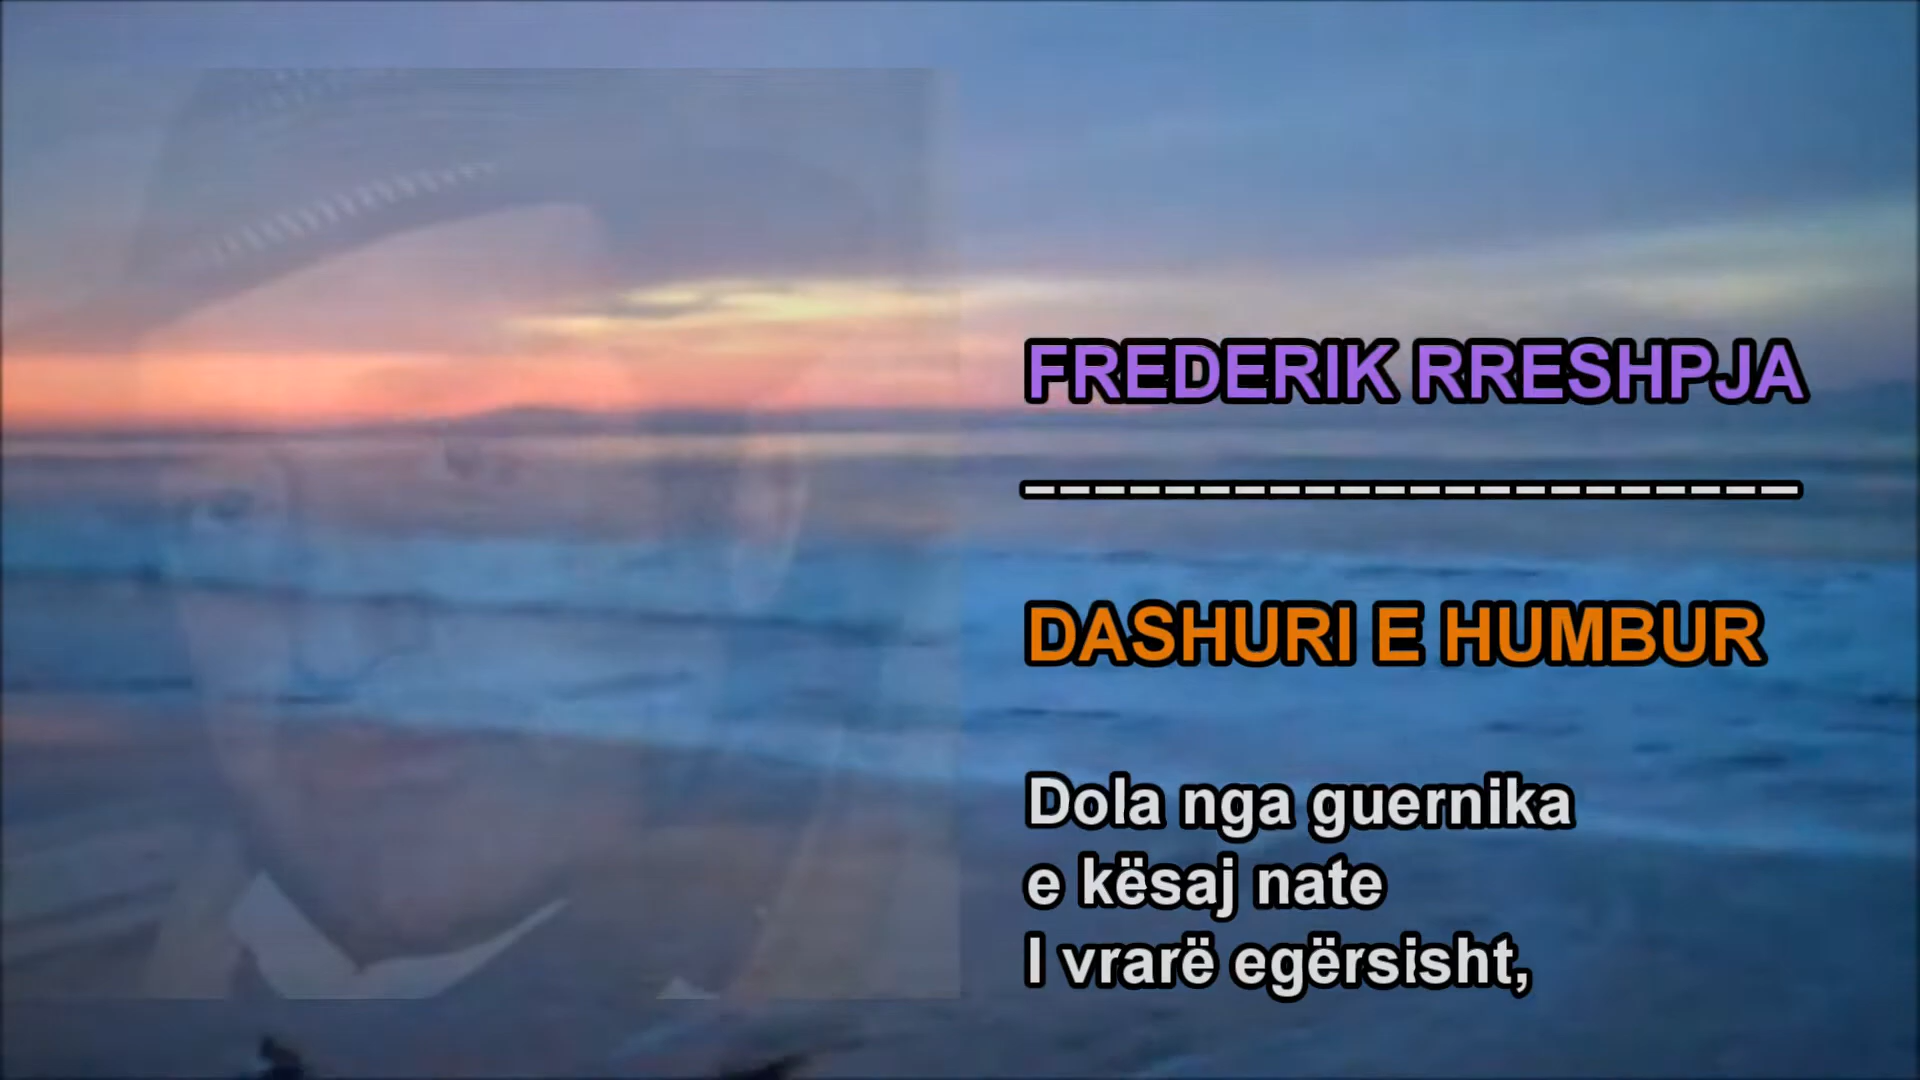 FREDERIK RRESHPJA
-----------------------
DASHURI E HUMBUR
Dola nga guernika
e kësaj nate
I vrarë egërsisht,